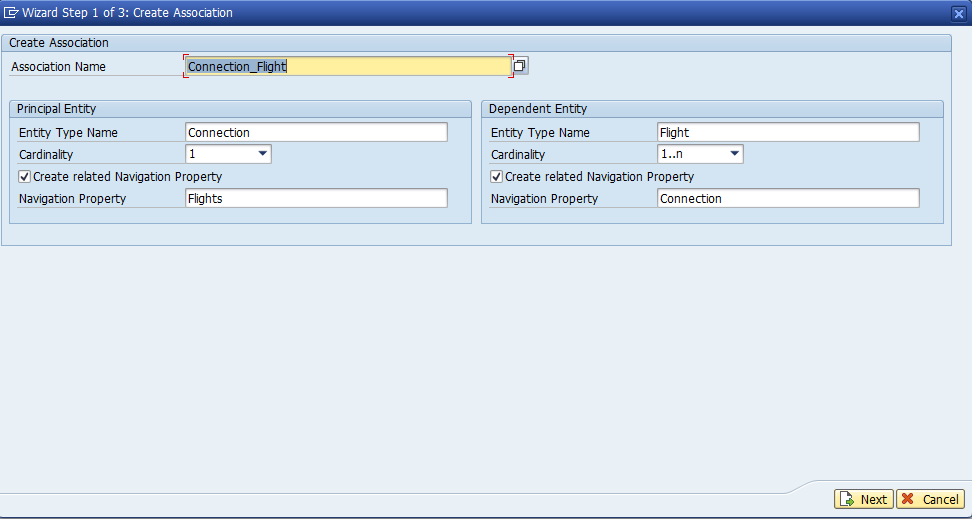 Wizard Step 1 of 3: Create Association
Create Association
Association Name Connection_Flight
Principal Entity
Entity Type Name Connection
Cardinality 1
Create related Navigation Property
Navigation Property Flights
Dependent Entity
Entity Type Name Flight
Cardinality 1..n
Create related Navigation Property
Navigation Property Connection
Next Cancel